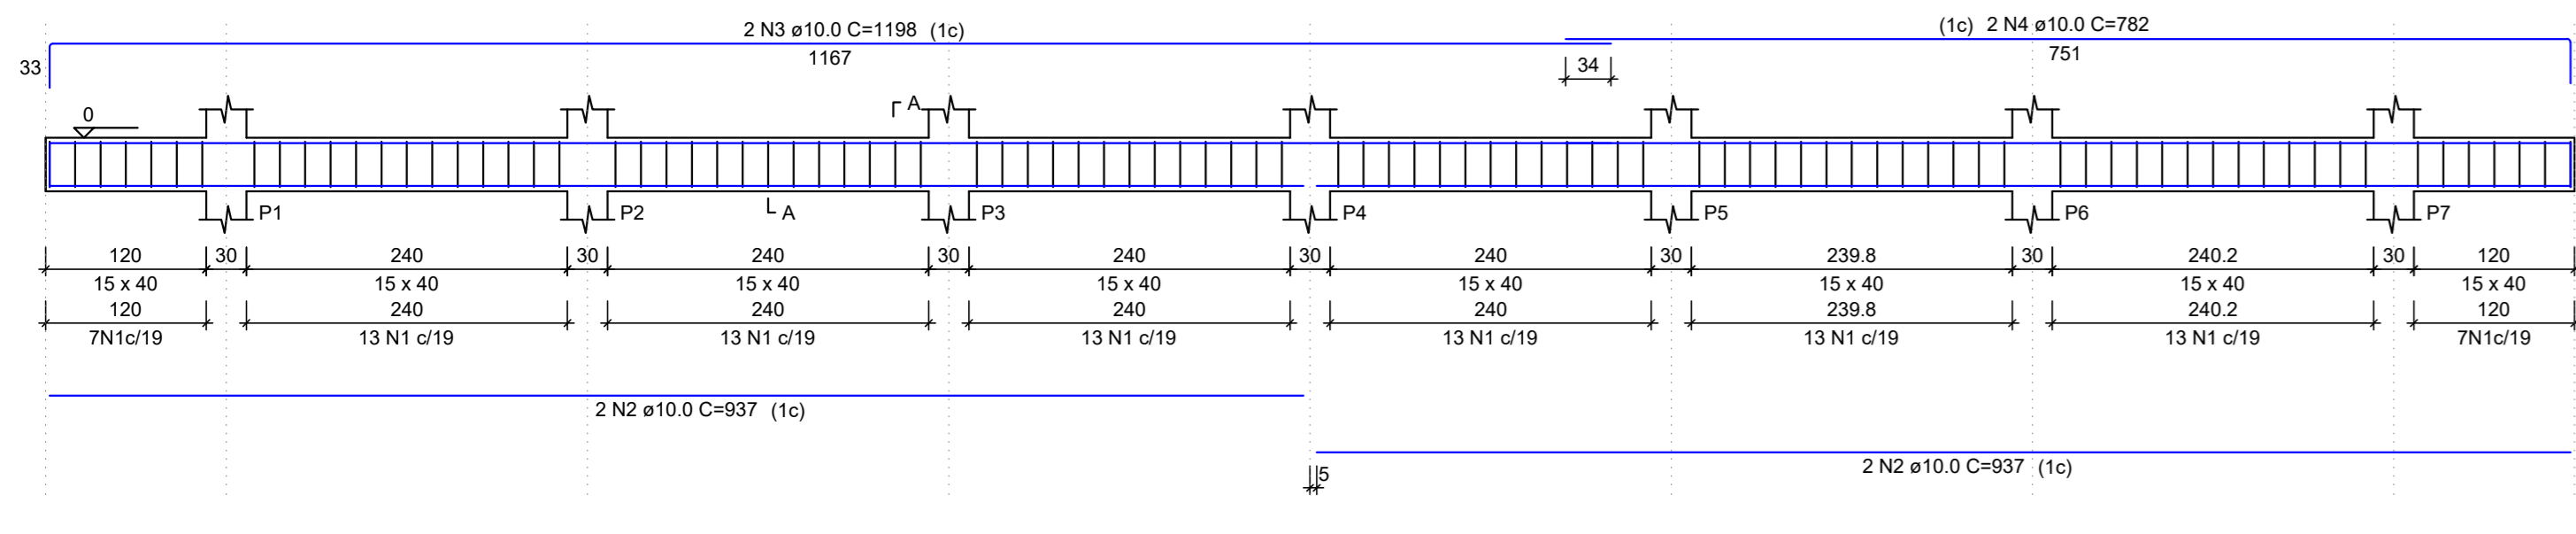 2 N3 ø10.0 C=1198 (1c)
(1c) 2 N4 ø10.0 C=782
1167
751
33
34
0
A
P1
P2
A
P3
P4
P5
P6
P7
120 30 240 30 240 30 240 30 240 30 239.8 30 240.2 30 120
15 x 40 15 x 40 15 x 40 15 x 40 15 x 40 15 x 40 15 x 40 15 x 40
120 240 240 240 240 239.8 240.2 120
7N1c/19 13 N1 c/19 13 N1 c/19 13 N1 c/19 13 N1 c/19 13 N1 c/19 13 N1 c/19 7N1c/19
2 N2 ø10.0 C=937 (1c)
2 N2 ø10.0 C=937 (1c)
5